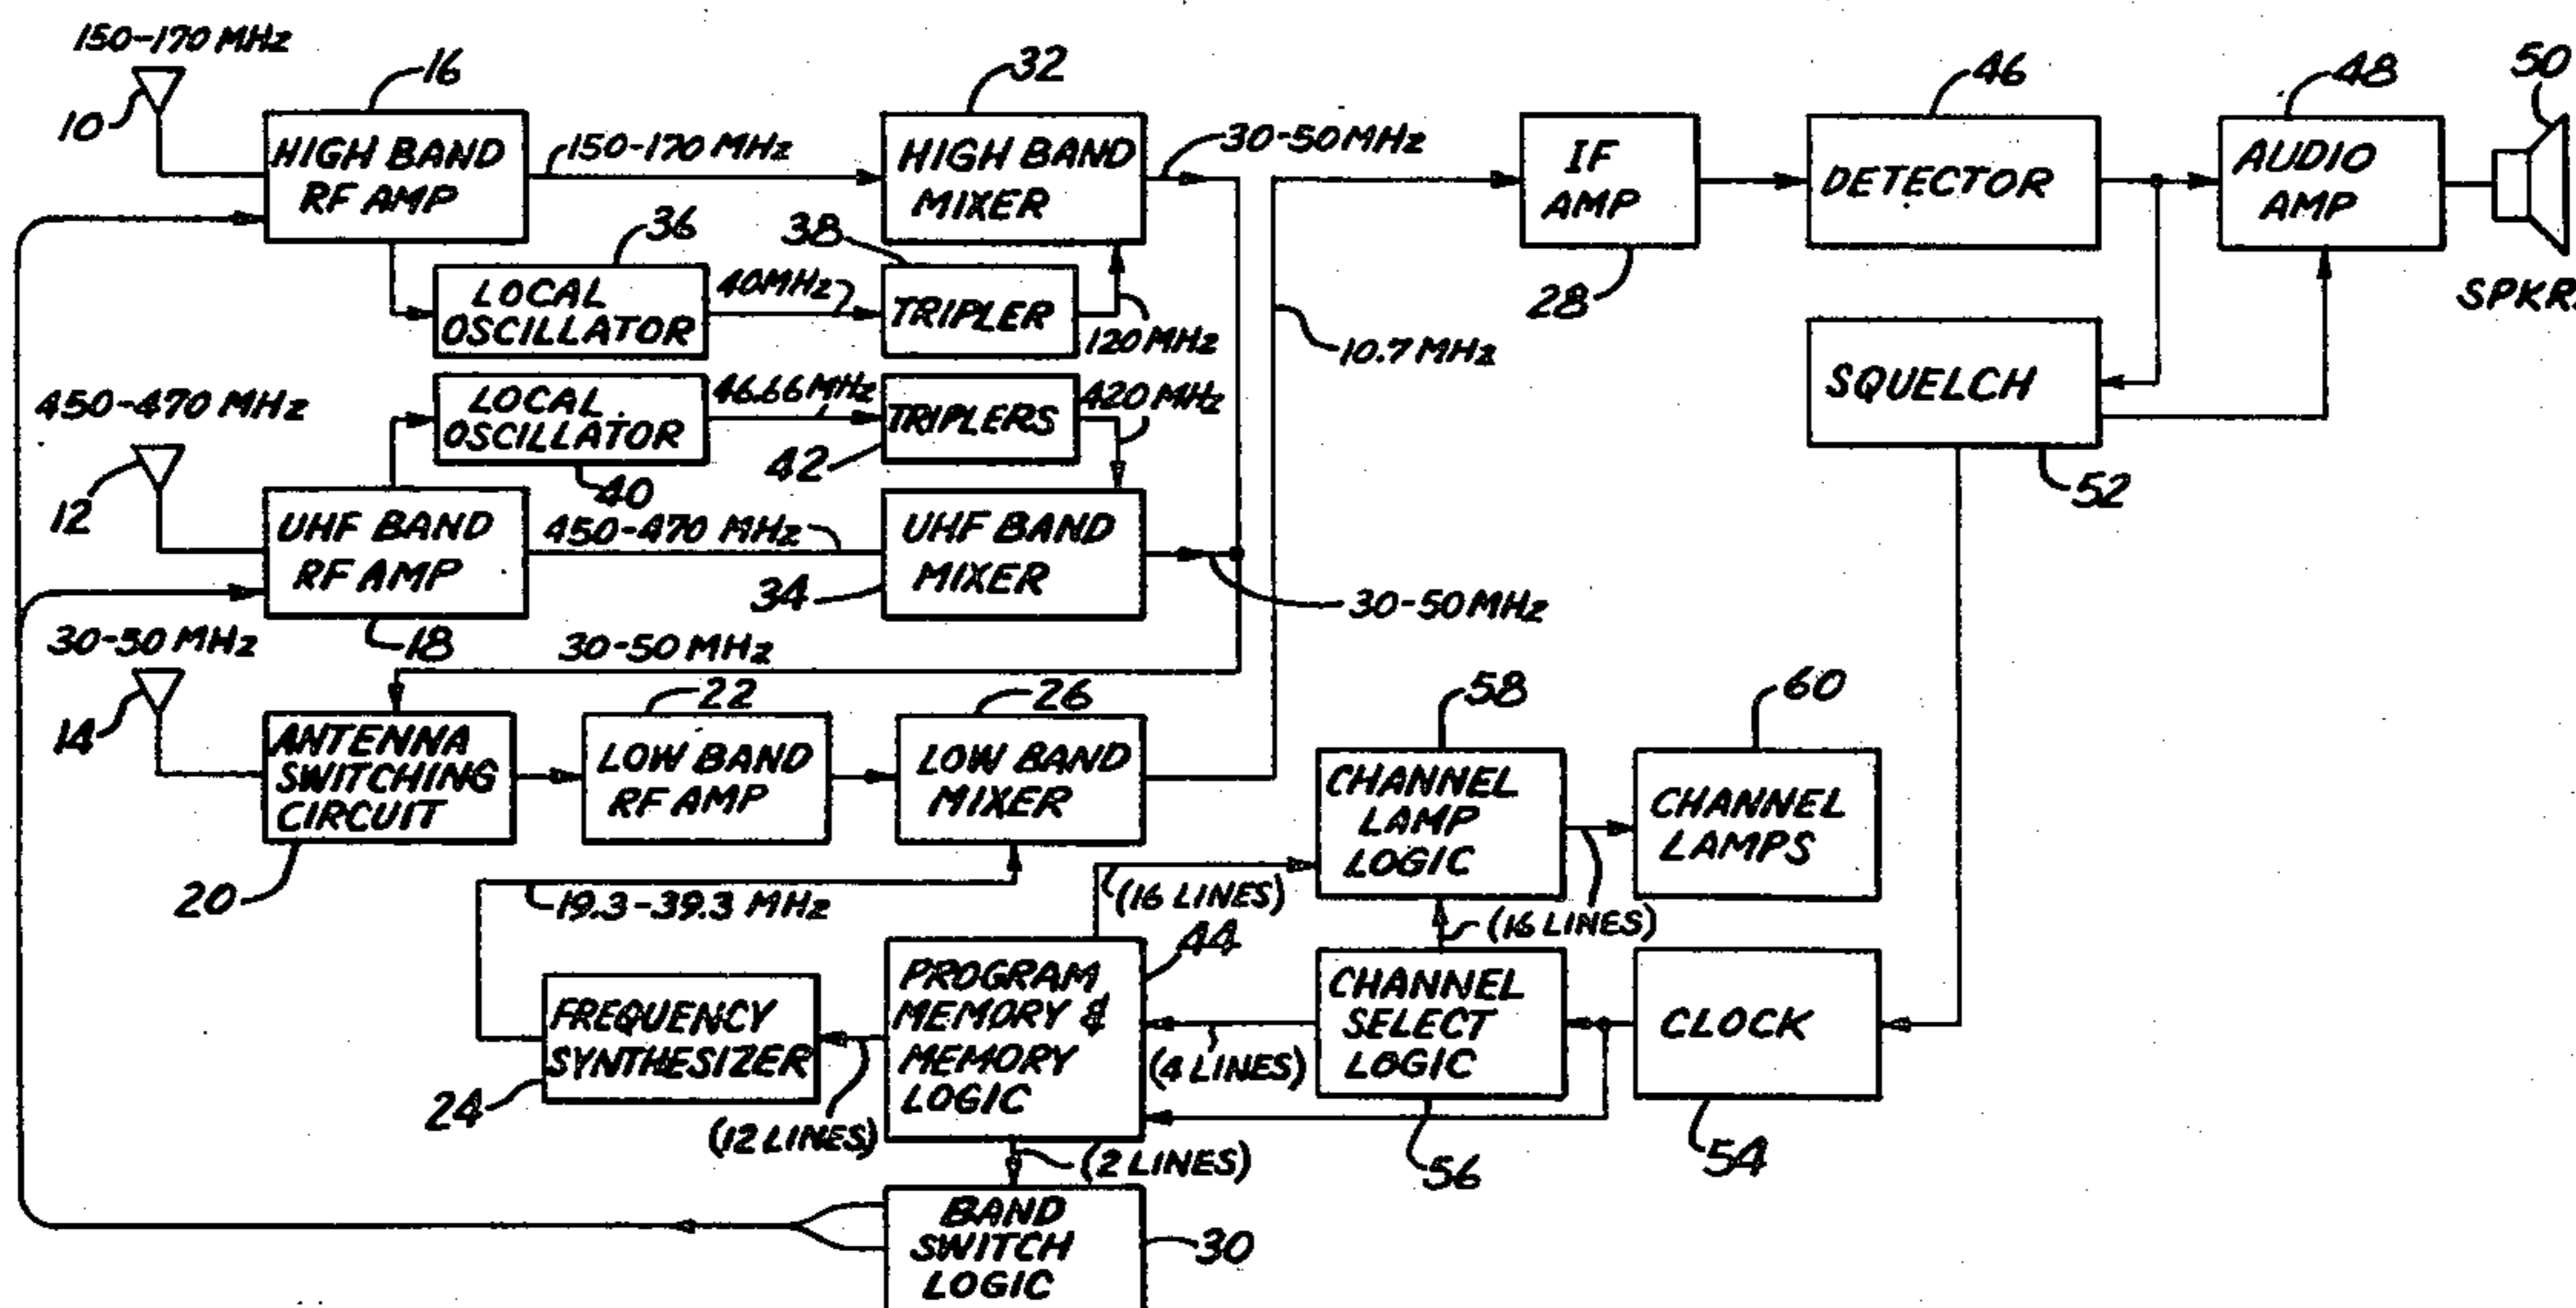 150-170 MHz
10
16
HIGH BAND
RF AMP
150-170 MHz
32
HIGH BAND
MIXER
30-50 MHz
36
LOCAL
OSCILLATOR
40MHz
38
TRIPLER
120 MHz
IF
AMP
28
46
DETECTOR
48
AUDIO
AMP
50
SPKR
10.7 MHz
SQUELCH
52
450-470 MHz
12
LOCAL
OSCILLATOR
40
46.66MHz
TRIPLERS
42
420 MHz
UHF BAND
RF AMP
18
450-470 MHz
UHF BAND
MIXER
34
30-50MHz
30-50 MHz
14
30-50 MHz
ANTENNA
SWITCHING
CIRCUIT
20
22
LOW BAND
RF AMP
26
LOW BAND
MIXER
19.3-39.3 MHz
58
CHANNEL
LAMP
LOGIC
60
CHANNEL
LAMPS
(16 LINES)
(16 LINES)
FREQUENCY
SYNTHESIZER
24
(12 LINES)
44
PROGRAM
MEMORY &
MEMORY
LOGIC
(4 LINES)
CHANNEL
SELECT
LOGIC
56
CLOCK
54
(2 LINES)
BAND
SWITCH
LOGIC
30